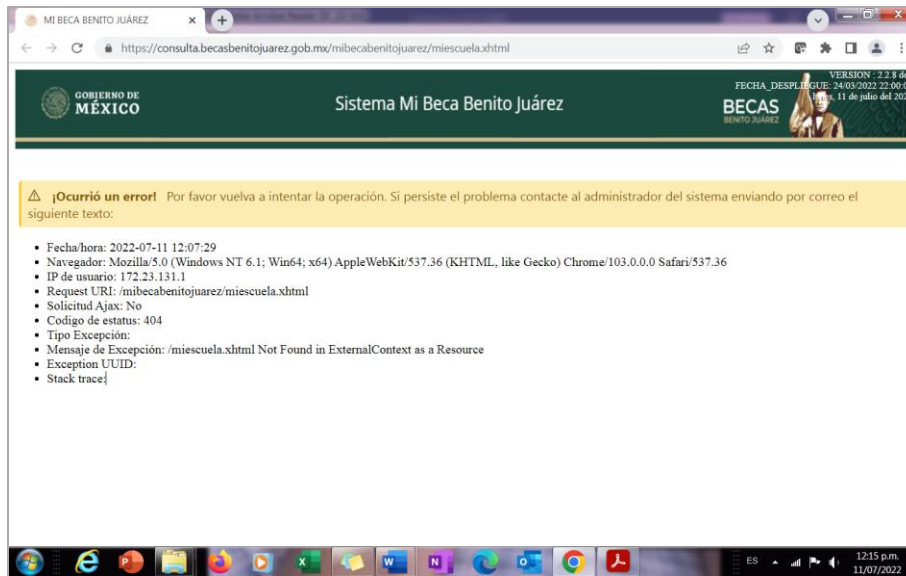 MI BECA BENITO JUÁREZ
https://consulta.becasbenitojuarez.gob.mx/mibecabenitojuarez/miescuela.xhtml
GOBIERNO DE
MÉXICO
Sistema Mi Beca Benito Juárez
VERSION : 2.2.8 de
FECHA_DESPLIEGUE: 24/03/2022 22:00:0
11 de julio del 202
BECAS
BENITO JUÁREZ
¡Ocurrió un error! Por favor vuelva a intentar la operación. Si persiste el problema contacte al administrador del sistema enviando por correo el
siguiente texto:
• Fecha/hora: 2022-07-11 12:07:29
• Navegador: Mozilla/5.0 (Windows NT 6.1; Win64; x64) AppleWebKit/537.36 (KHTML, like Gecko) Chrome/103.0.0.0 Safari/537.36
• IP de usuario: 172.23.131.1
• Request URI: /mibecabenitojuarez/miescuela.xhtml
• Solicitud Ajax: No
• Codigo de estatus: 404
• Tipo Excepción:
• Mensaje de Excepción: /miescuela.xhtml Not Found in ExternalContext as a Resource
• Exception UUID:
• Stack trace:
ES
12:15 p.m.
11/07/2022